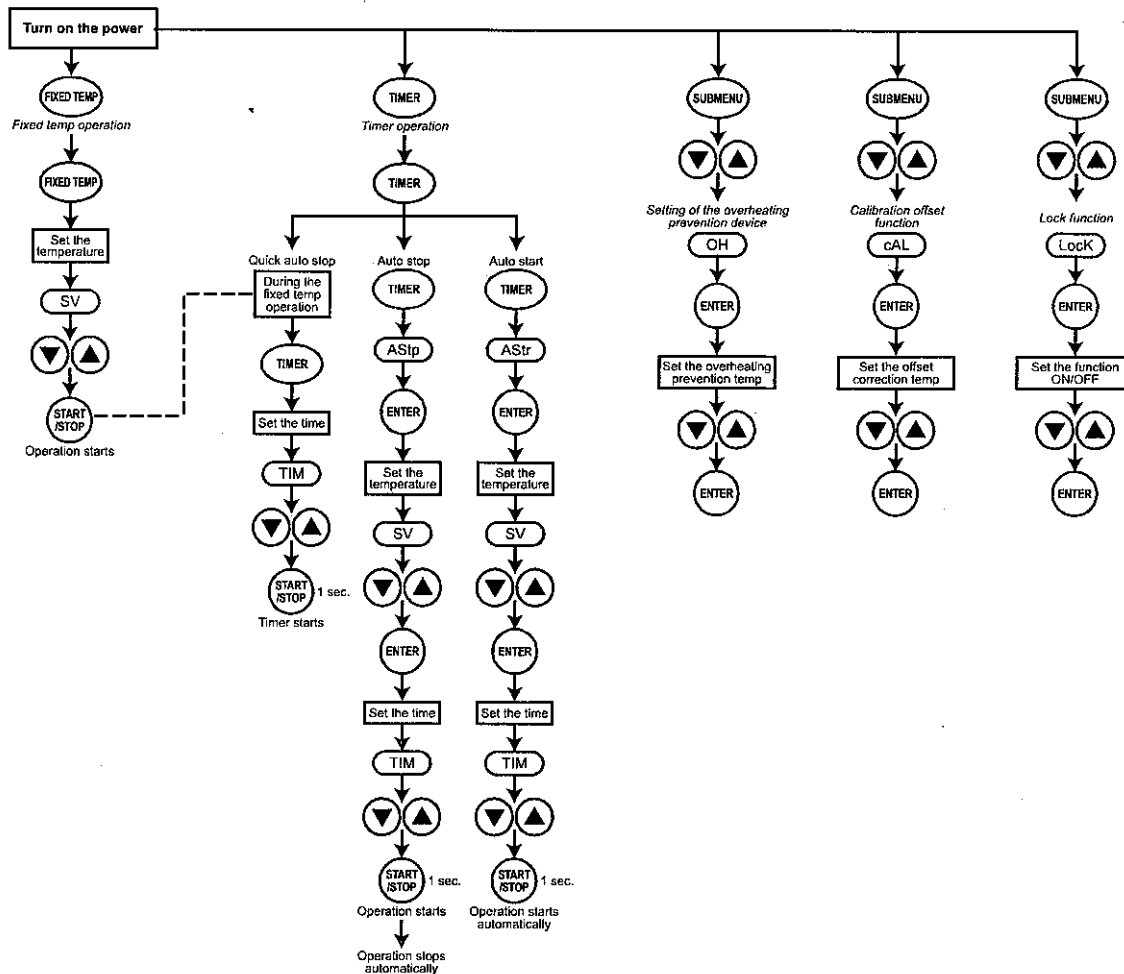 Turn on the power
FIXED TEMP
Fixed temp operation
FIXED TEMP
Set the
temperature
SV
START
/STOP
Operation starts
TIMER
Timer operation
TIMER
Quick auto stop
During the
fixed temp
operation
TIMER
Set the time
TIM
START
/STOP
1 sec.
Timer starts
Auto stop
TIMER
AStp
ENTER
Set the
temperature
SV
ENTER
Set the time
TIM
START
/STOP
1 sec.
Operation starts
Operation stops
automatically
Auto start
TIMER
AStr
ENTER
Set the
temperature
SV
ENTER
Set the time
TIM
START
/STOP
1 sec.
Operation starts
automatically
SUBMENU
Setting of the overheating
prevention device
OH
ENTER
Set the overheating
prevention temp
ENTER
SUBMENU
Calibration offset
function
cAL
ENTER
Set the offset
correction temp
ENTER
SUBMENU
Lock function
LocK
ENTER
Set the function
ON/OFF
ENTER